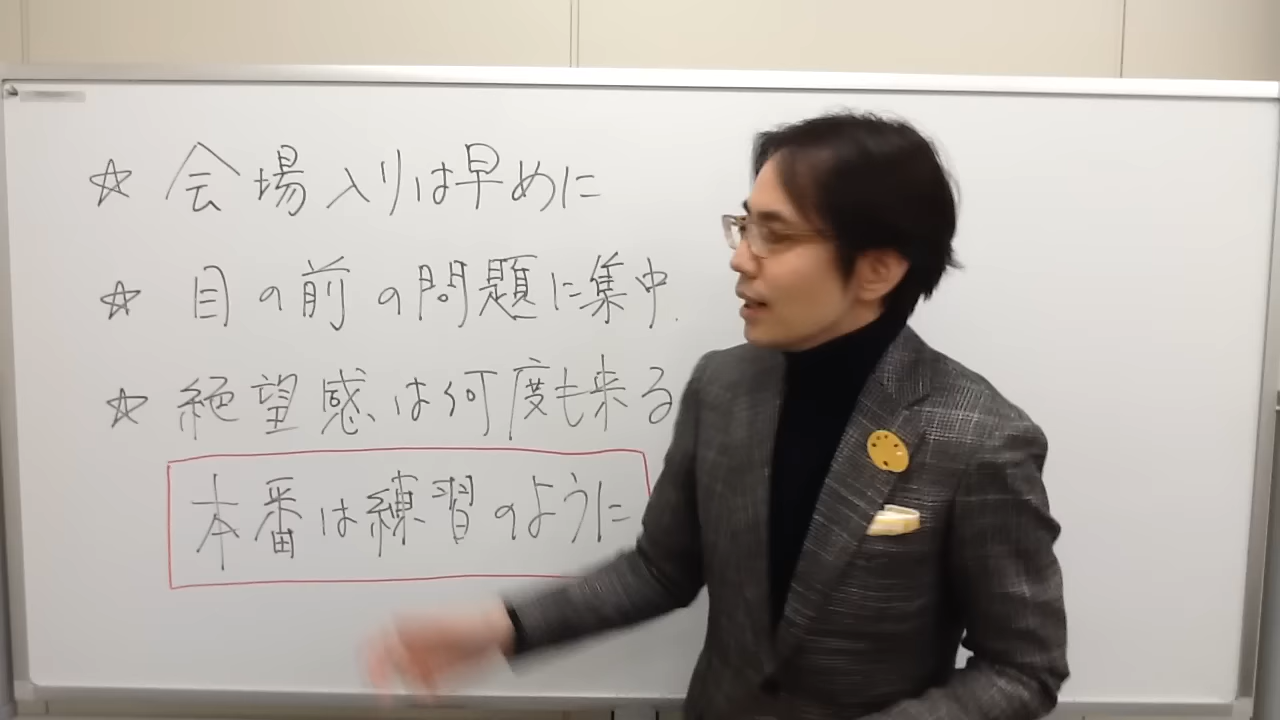 ☆ 会場入りは早めに
☆ 目の前の問題に集中.
☆ 絶望感は何度も来る
本番は練習のように